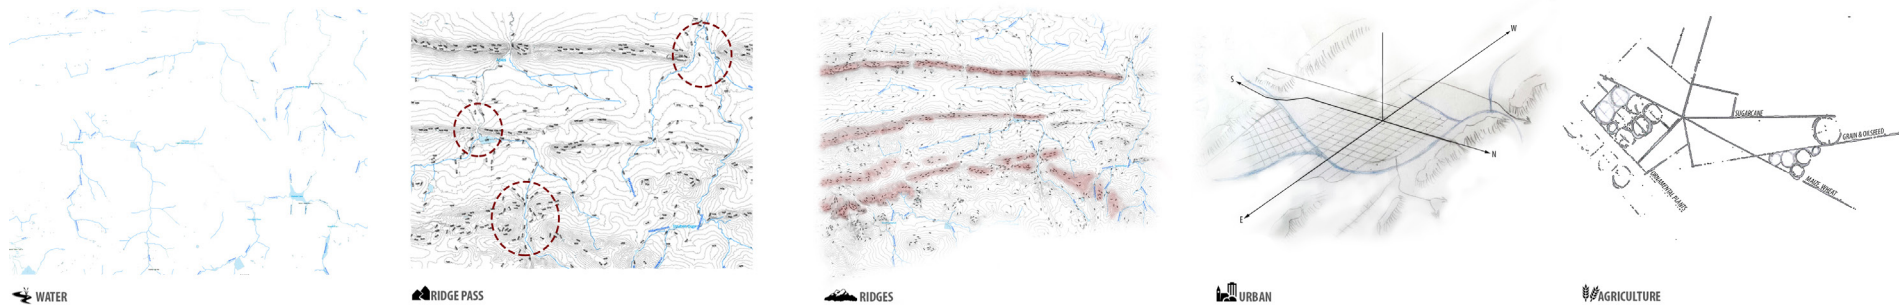 W
S
N
E
SUGARCANE
GRAIN & OILSEED
MAIZE, WHEAT
ORNAMENTAL PLANTS
WATER
RIDGE PASS
RIDGES
URBAN
AGRICULTURE